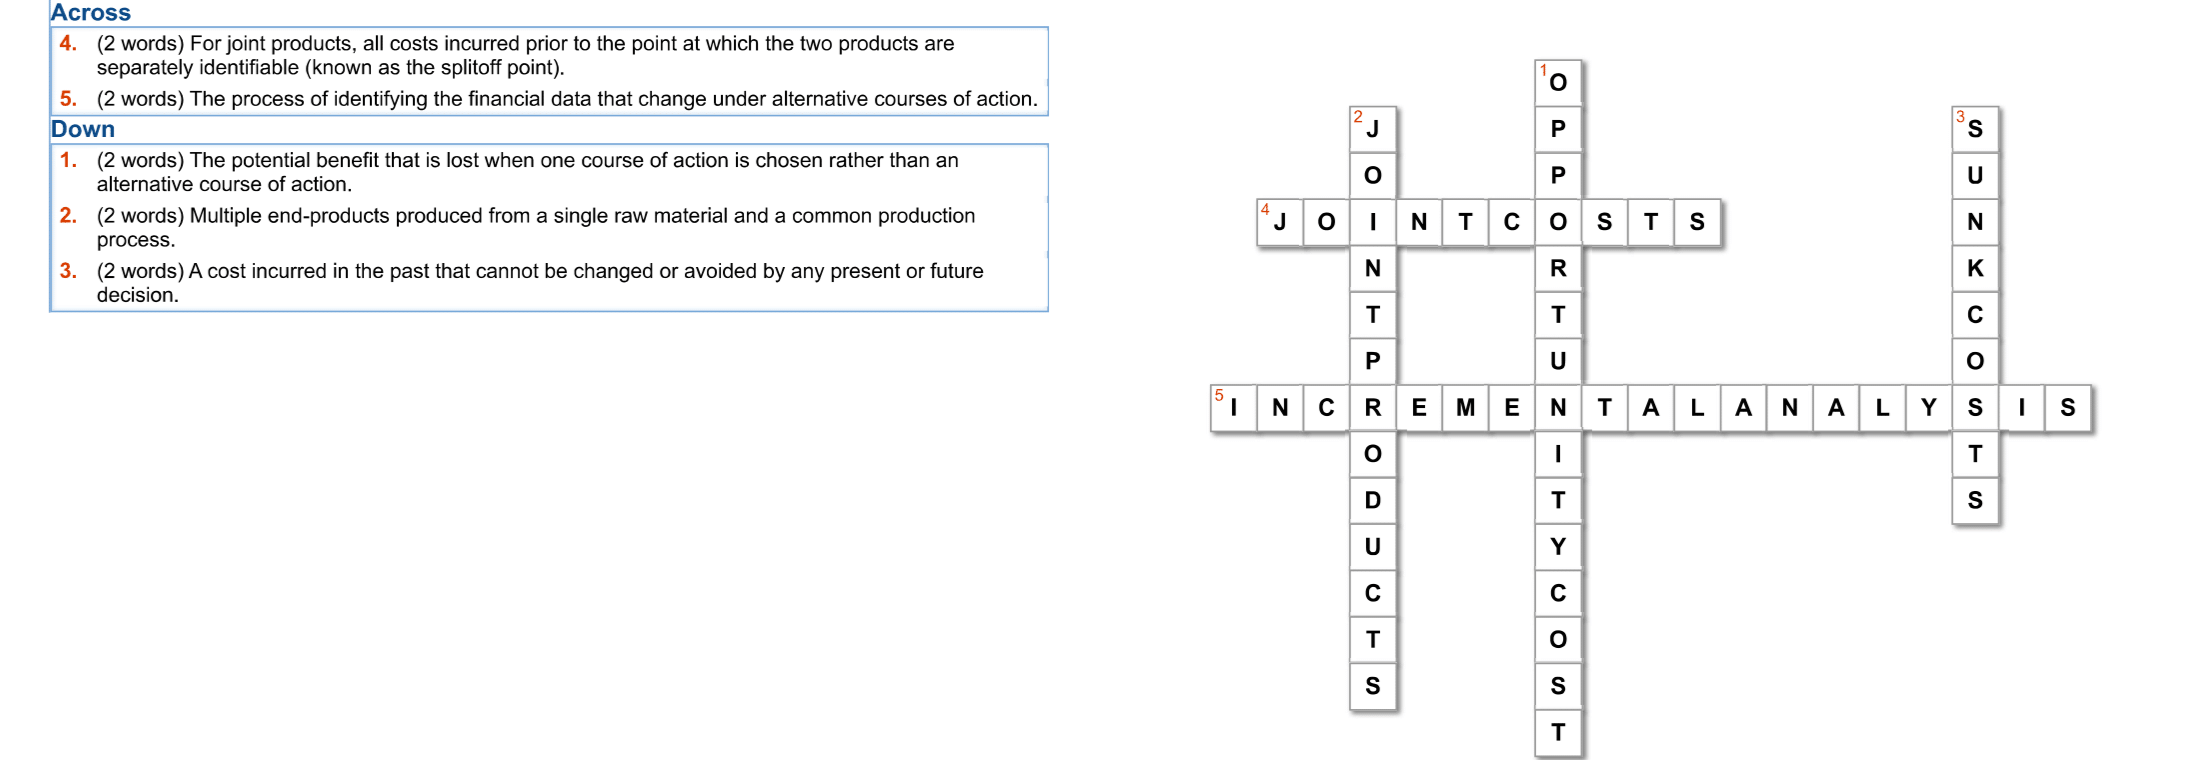 Across
4. (2 words) For joint products, all costs incurred prior to the point at which the two products are
separately identifiable (known as the splitoff point).
5. (2 words) The process of identifying the financial data that change under alternative courses of action.
Down
1. (2 words) The potential benefit that is lost when one course of action is chosen rather than an
alternative course of action.
2. (2 words) Multiple end-products produced from a single raw material and a common production
process.
3. (2 words) A cost incurred in the past that cannot be changed or avoided by any present or future
decision.
1 O
2 J P 3 S
O P U
4 J O I N T C O S T S N
N R K
T T C
P U O
5 I N C R E M E N T A L A N A L Y S I S
O I T
D T S
U Y
C C
T O
S S
T